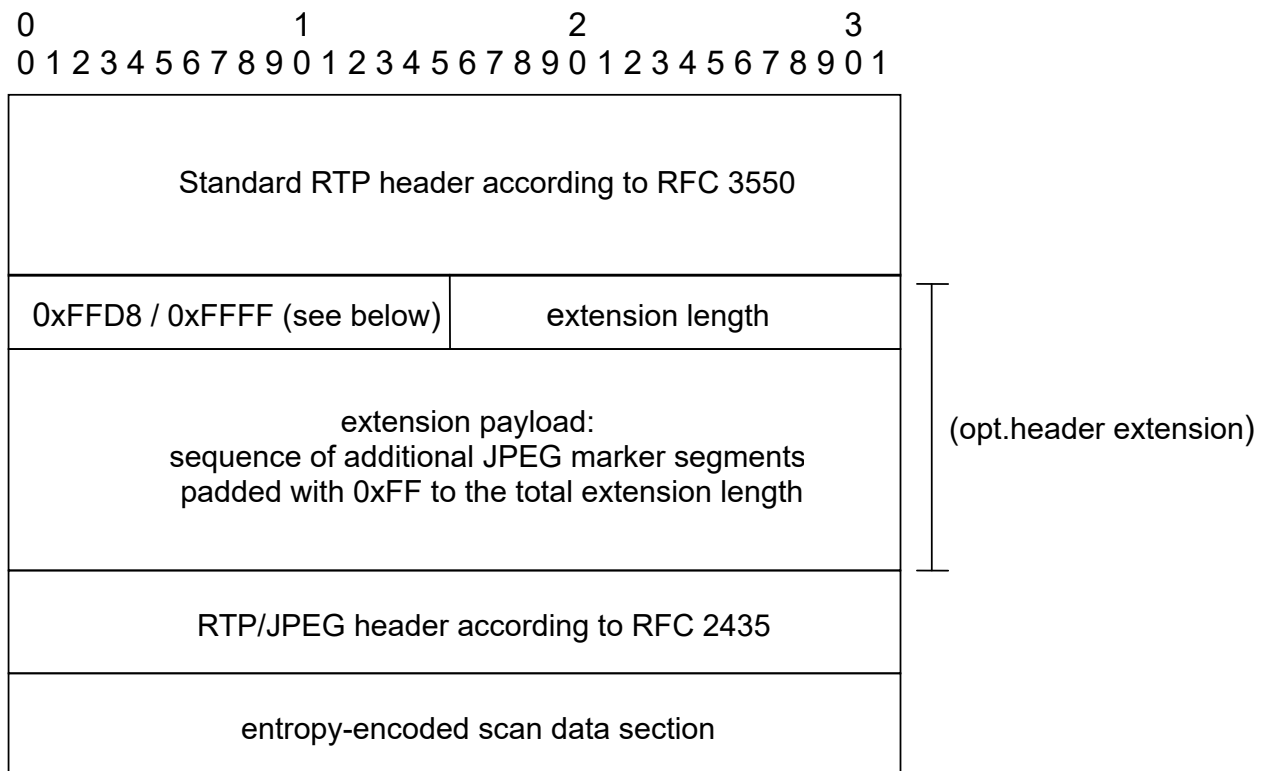 0 1 2 3
0 1 2 3 4 5 6 7 8 9 0 1 2 3 4 5 6 7 8 9 0 1 2 3 4 5 6 7 8 9 0 1
Standard RTP header according to RFC 3550
0xFFD8 / 0xFFFF (see below) extension length
extension payload:
sequence of additional JPEG marker segments
padded with 0xFF to the total extension length
(opt.header extension)
RTP/JPEG header according to RFC 2435
entropy-encoded scan data section